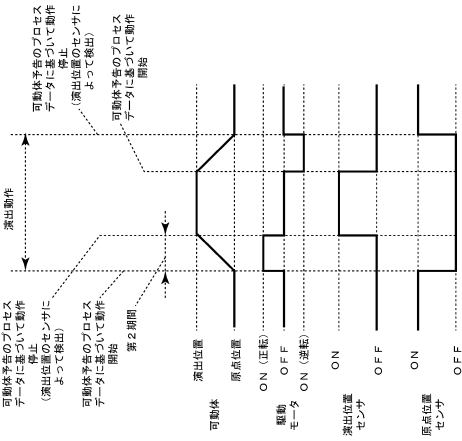 可動体予告のプロセス
データに基づいて動作
停止
(演出位置のセンサに
よって検出)
可動体予告のプロセス
データに基づいて動作
開始
演出動作
可動体予告のプロセス
データに基づいて動作
停止
(演出位置のセンサに
よって検出)
可動体予告のプロセス
データに基づいて動作
開始
第2期間
可動体
演出位置
原点位置
駆動
モータ
ON(正転)
OFF
ON(逆転)
演出位置
センサ
ON
OFF
原点位置
センサ
ON
OFF